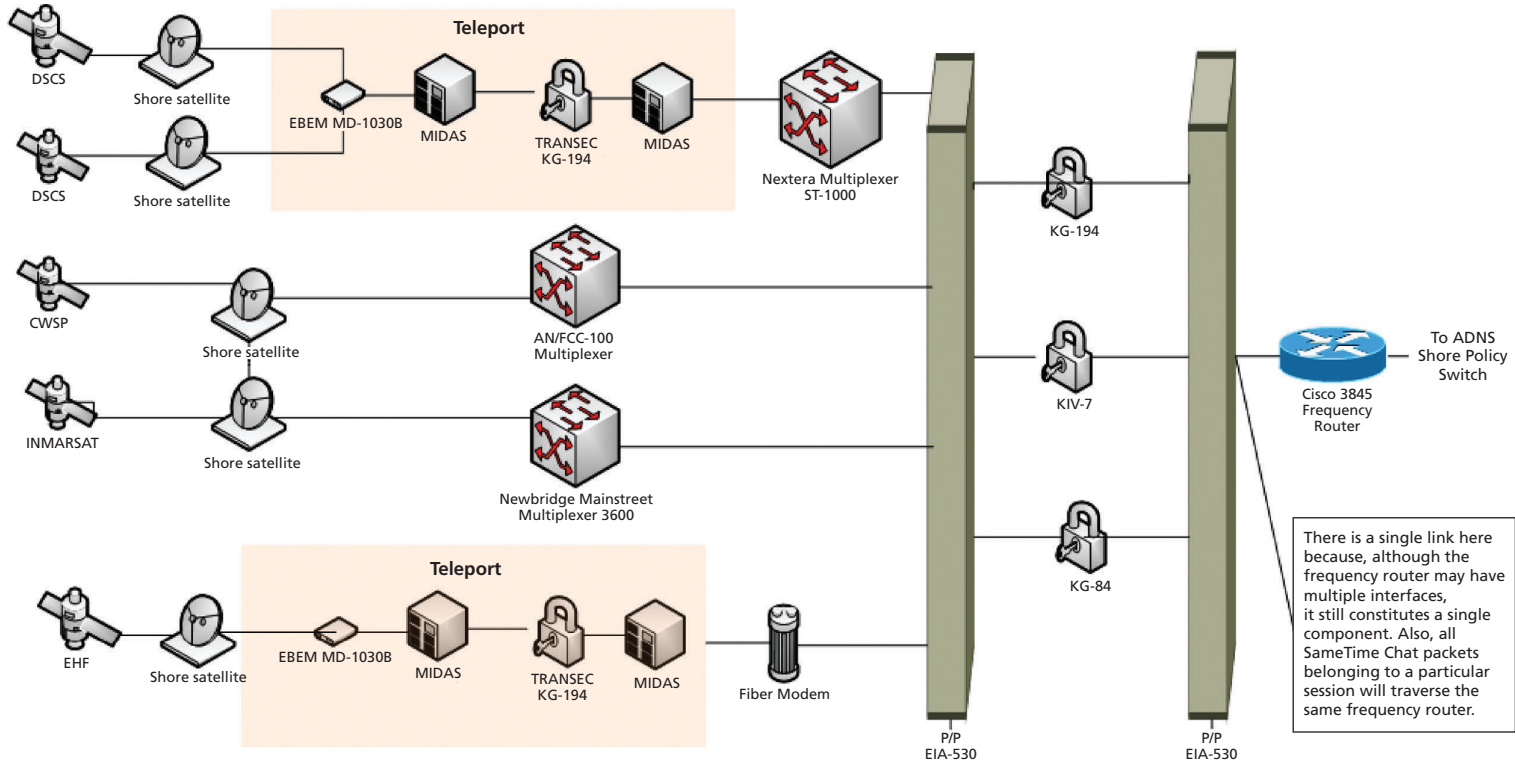 Teleport
DSCS
Shore satellite
EBEM MD-1030B
MIDAS
TRANSEC
KG-194
MIDAS
Nextera Multiplexer
ST-1000
DSCS
Shore satellite
KG-194
CWSP
Shore satellite
AN/FCC-100
Multiplexer
KIV-7
Cisco 3845
Frequency
Router
To ADNS
Shore Policy
Switch
INMARSAT
Shore satellite
Newbridge Mainstreet
Multiplexer 3600
KG-84
Teleport
EHF
Shore satellite
EBEM MD-1030B
MIDAS
TRANSEC
KG-194
MIDAS
Fiber Modem
There is a single link here
because, although the
frequency router may have
multiple interfaces,
it still constitutes a single
component. Also, all
SameTime Chat packets
belonging to a particular
session will traverse the
same frequency router.
P/P
EIA-530
P/P
EIA-530